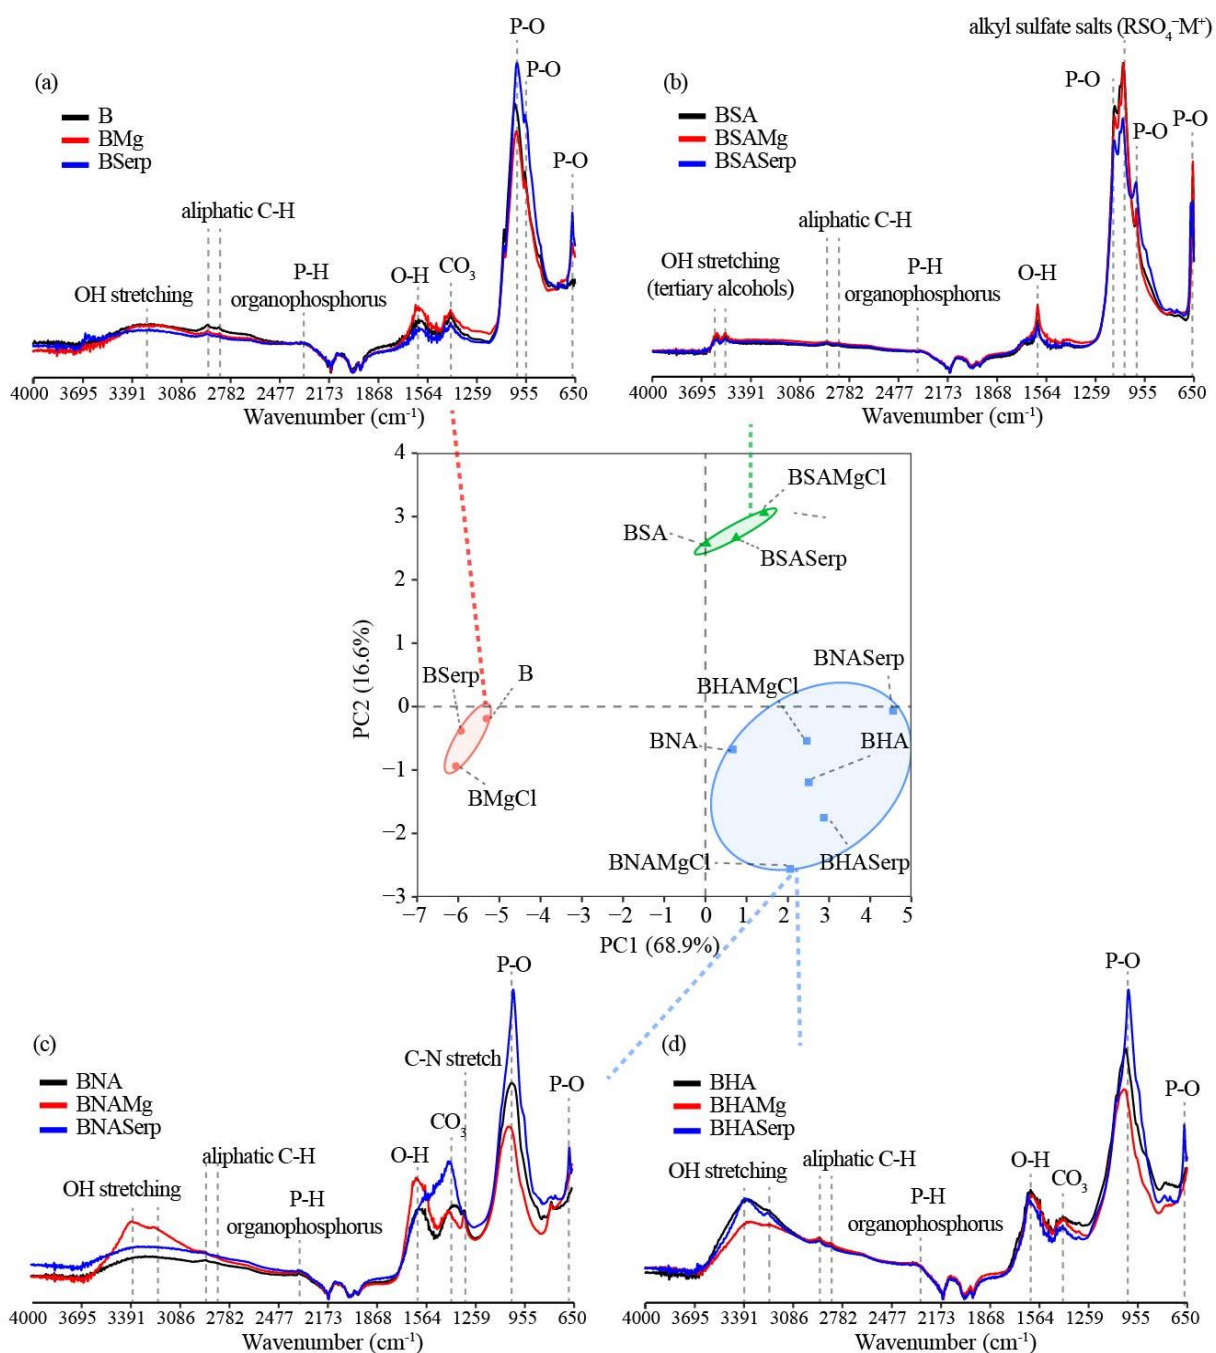 (a)
B
BMg
BSerp
P-O
P-O
P-O
aliphatic C-H
P-H
organophosphorus
OH stretching
O-H
CO₃
4000 3695 3391 3086 2782 2477 2173 1868 1564 1259 955 650
Wavenumber (cm⁻¹)
(b)
BSA
BSAMg
BSASerp
alkyl sulfate salts (RSO₄⁻M⁺)
P-O
P-O
P-O
aliphatic C-H
OH stretching
(tertiary alcohols)
P-H
organophosphorus
O-H
4000 3695 3391 3086 2782 2477 2173 1868 1564 1259 955 650
Wavenumber (cm⁻¹)
4
3
2
1
0
−1
−2
−3
PC2 (16.6%)
BSAMgCl
BSA
BSASerp
BSerp
B
BMgCl
BNASerp
BHAMgCl
BNA
BHA
BNAMgCl
BHASerp
−7 −6 −5 −4 −3 −2 −1 0 1 2 3 4 5
PC1 (68.9%)
(c)
BNA
BNAMg
BNASerp
P-O
C-N stretch
P-O
CO₃
O-H
aliphatic C-H
OH stretching
P-H
organophosphorus
4000 3695 3391 3086 2782 2477 2173 1868 1564 1259 955 650
Wavenumber (cm⁻¹)
(d)
BHA
BHAMg
BHASerp
P-O
P-O
aliphatic C-H
OH stretching
O-H
CO₃
P-H
organophosphorus
4000 3695 3391 3086 2782 2477 2173 1868 1564 1259 955 650
Wavenumber (cm⁻¹)